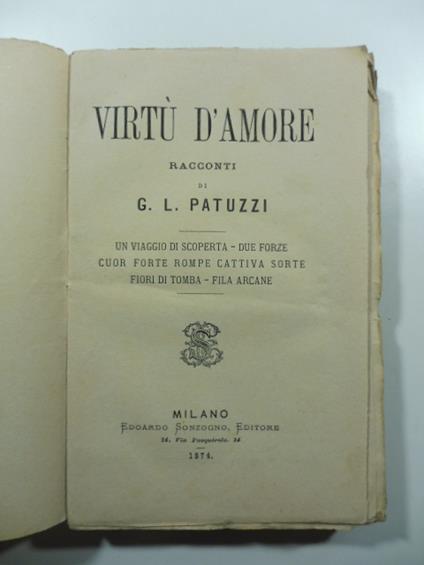 VIRTÙ D'AMORE
RACCONTI
DI
G. L. PATUZZI
UN VIAGGIO DI SCOPERTA – DUE FORZE
CUOR FORTE ROMPE CATTIVA SORTE
FIORI DI TOMBA – FILA ARCANE
MILANO
EDOARDO SONZOGNO, EDITORE
14. Via Pasquirolo. 14
1874.